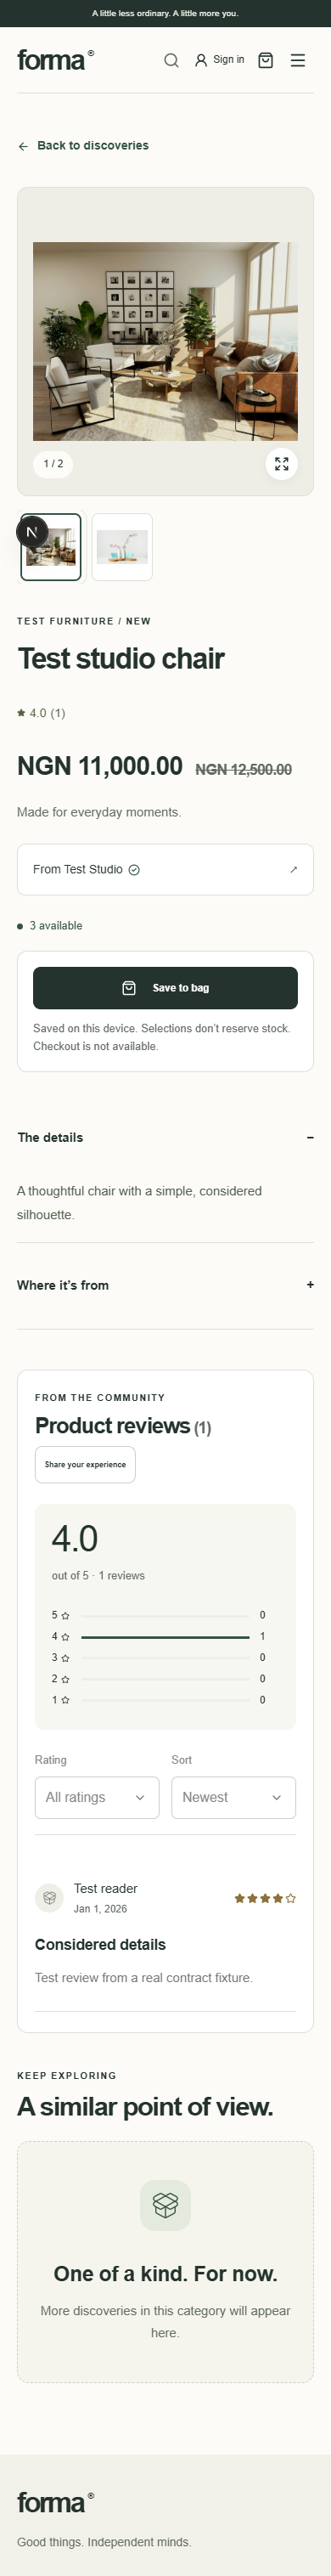 A little less ordinary. A little more you.
forma®
Sign in
← Back to discoveries
1 / 2
N
TEST FURNITURE / NEW
Test studio chair
★ 4.0 (1)
NGN 11,000.00 NGN 12,500.00
Made for everyday moments.
From Test Studio ↗
3 available
Save to bag
Saved on this device. Selections don't reserve stock.
Checkout is not available.
The details −
A thoughtful chair with a simple, considered
silhouette.
Where it's from +
FROM THE COMMUNITY
Product reviews (1)
Share your experience
4.0
out of 5 · 1 reviews
5 ☆ 0
4 ☆ 1
3 ☆ 0
2 ☆ 0
1 ☆ 0
Rating Sort
All ratings Newest
Test reader
Jan 1, 2026
★★★★☆
Considered details
Test review from a real contract fixture.
KEEP EXPLORING
A similar point of view.
One of a kind. For now.
More discoveries in this category will appear
here.
forma®
Good things. Independent minds.